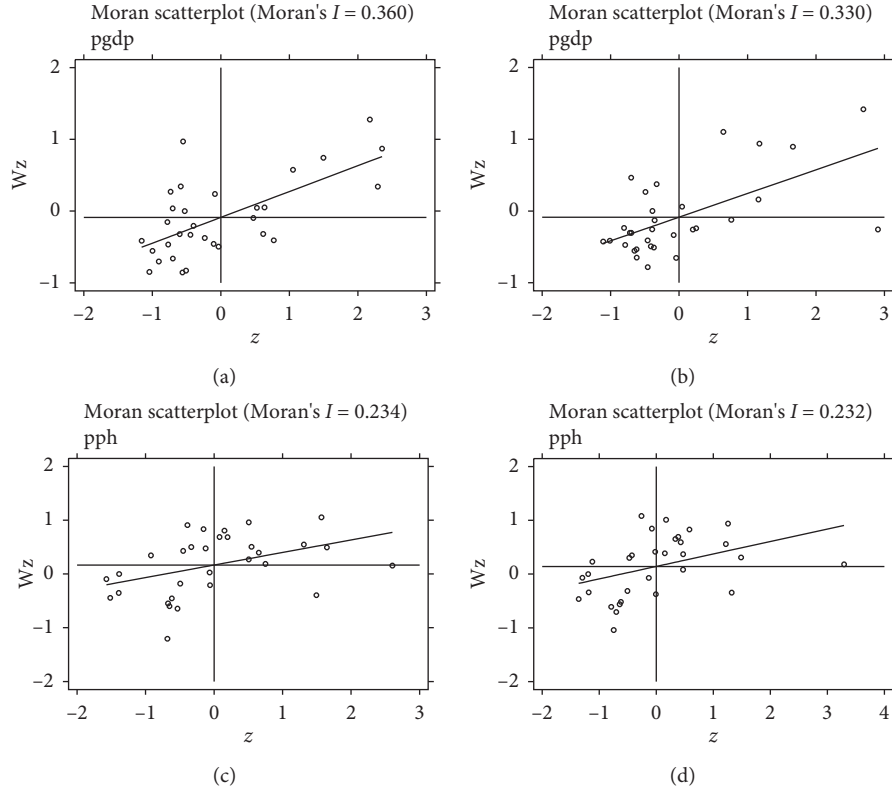 Moran scatterplot (Moran's I = 0.360)
pgdp
2
1
0
−1
Wz
−2 −1 0 1 2 3
z
(a)
Moran scatterplot (Moran's I = 0.330)
pgdp
2
1
0
−1
Wz
−2 −1 0 1 2 3
z
(b)
Moran scatterplot (Moran's I = 0.234)
pph
2
1
0
−1
−2
Wz
−2 −1 0 1 2 3
z
(c)
Moran scatterplot (Moran's I = 0.232)
pph
2
1
0
−1
−2
Wz
−2 −1 0 1 2 3 4
z
(d)